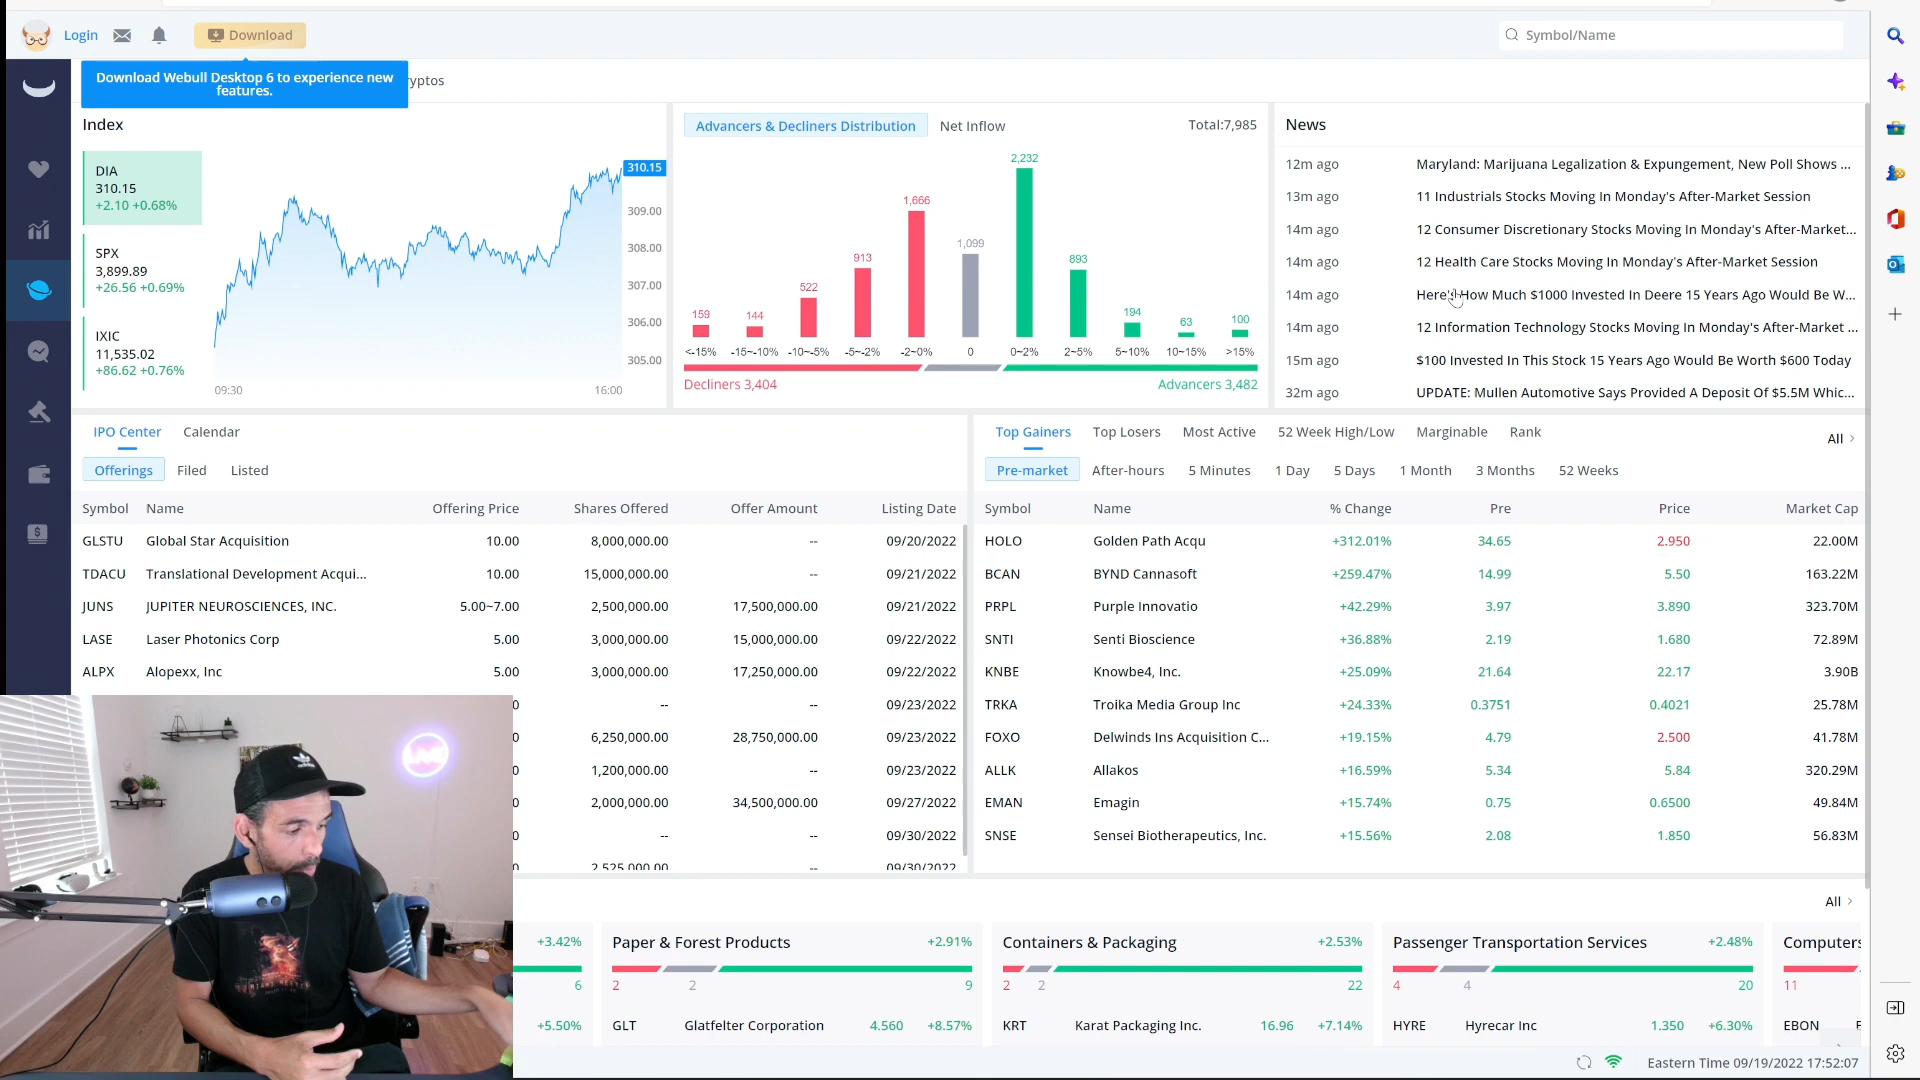 Login
Download
Symbol/Name
Download Webull Desktop 6 to experience new
features.
ryptos
Index
DIA
310.15
+2.10 +0.68%
SPX
3,899.89
+26.56 +0.69%
IXIC
11,535.02
+86.62 +0.76%
310.15
309.00
308.00
307.00
306.00
305.00
09:30 16:00
Advancers & Decliners Distribution Net Inflow Total:7,985
159 144 522 913 1,666 1,099 2,232 893 194 63 100
<-15% -15~-10% -10~-5% -5~-2% -2~0% 0 0~2% 2~5% 5~10% 10~15% >15%
Decliners 3,404 Advancers 3,482
News
12m ago Maryland: Marijuana Legalization & Expungement, New Poll Shows ...
13m ago 11 Industrials Stocks Moving In Monday's After-Market Session
14m ago 12 Consumer Discretionary Stocks Moving In Monday's After-Market...
14m ago 12 Health Care Stocks Moving In Monday's After-Market Session
14m ago Here's How Much $1000 Invested In Deere 15 Years Ago Would Be W...
14m ago 12 Information Technology Stocks Moving In Monday's After-Market ...
15m ago $100 Invested In This Stock 15 Years Ago Would Be Worth $600 Today
32m ago UPDATE: Mullen Automotive Says Provided A Deposit Of $5.5M Whic...
IPO Center Calendar
Offerings Filed Listed
Symbol Name Offering Price Shares Offered Offer Amount Listing Date
GLSTU Global Star Acquisition 10.00 8,000,000.00 -- 09/20/2022
TDACU Translational Development Acqui... 10.00 15,000,000.00 -- 09/21/2022
JUNS JUPITER NEUROSCIENCES, INC. 5.00~7.00 2,500,000.00 17,500,000.00 09/21/2022
LASE Laser Photonics Corp 5.00 3,000,000.00 15,000,000.00 09/22/2022
ALPX Alopexx, Inc 5.00 3,000,000.00 17,250,000.00 09/22/2022
0 -- -- 09/23/2022
0 6,250,000.00 28,750,000.00 09/23/2022
0 1,200,000.00 -- 09/23/2022
0 2,000,000.00 34,500,000.00 09/27/2022
0 -- -- 09/30/2022
0 2,525,000.00 -- 09/30/2022
Top Gainers Top Losers Most Active 52 Week High/Low Marginable Rank All
Pre-market After-hours 5 Minutes 1 Day 5 Days 1 Month 3 Months 52 Weeks
Symbol Name % Change Pre Price Market Cap
HOLO Golden Path Acqu +312.01% 34.65 2.950 22.00M
BCAN BYND Cannasoft +259.47% 14.99 5.50 163.22M
PRPL Purple Innovatio +42.29% 3.97 3.890 323.70M
SNTI Senti Bioscience +36.88% 2.19 1.680 72.89M
KNBE Knowbe4, Inc. +25.09% 21.64 22.17 3.90B
TRKA Troika Media Group Inc +24.33% 0.3751 0.4021 25.78M
FOXO Delwinds Ins Acquisition C... +19.15% 4.79 2.500 41.78M
ALLK Allakos +16.59% 5.34 5.84 320.29M
EMAN Emagin +15.74% 0.75 0.6500 49.84M
SNSE Sensei Biotherapeutics, Inc. +15.56% 2.08 1.850 56.83M
All
+3.42% Paper & Forest Products +2.91% Containers & Packaging +2.53% Passenger Transportation Services +2.48% Computers
6 2 2 9 2 2 22 4 4 20 11
+5.50% GLT Glatfelter Corporation 4.560 +8.57% KRT Karat Packaging Inc. 16.96 +7.14% HYRE Hyrecar Inc 1.350 +6.30% EBON E
Eastern Time 09/19/2022 17:52:07
LIVE